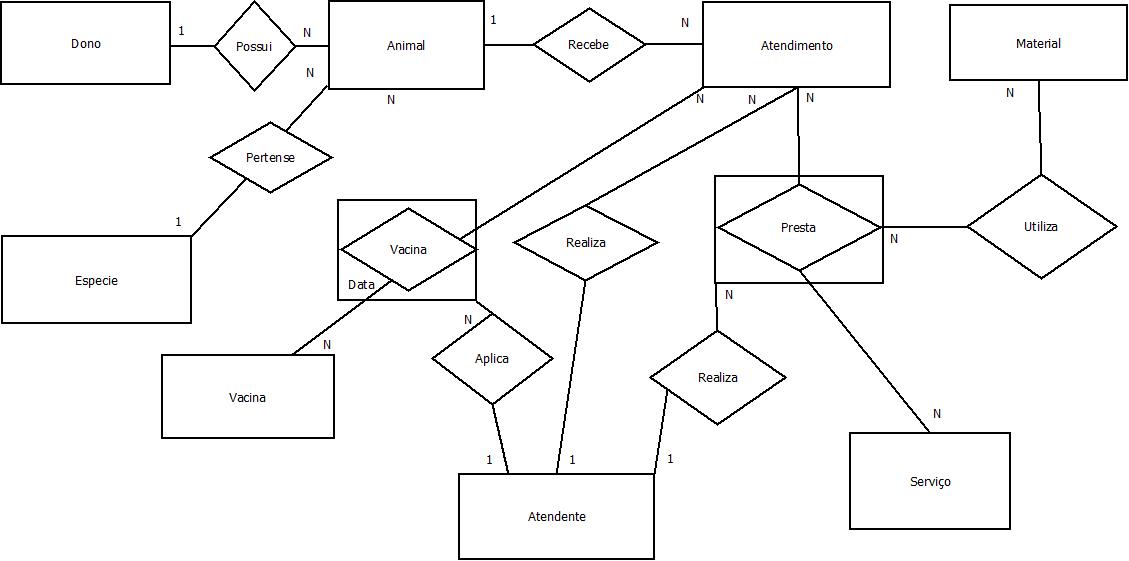 Dono
1
Possui
N
Animal
1
Recebe
N
Atendimento
Material
N
N
N
N
N
N
Pertense
1
Especie
Vacina
Data
Realiza
Presta
N
Utiliza
N
N
N
Aplica
Realiza
Vacina
1
1
1
N
Atendente
Serviço